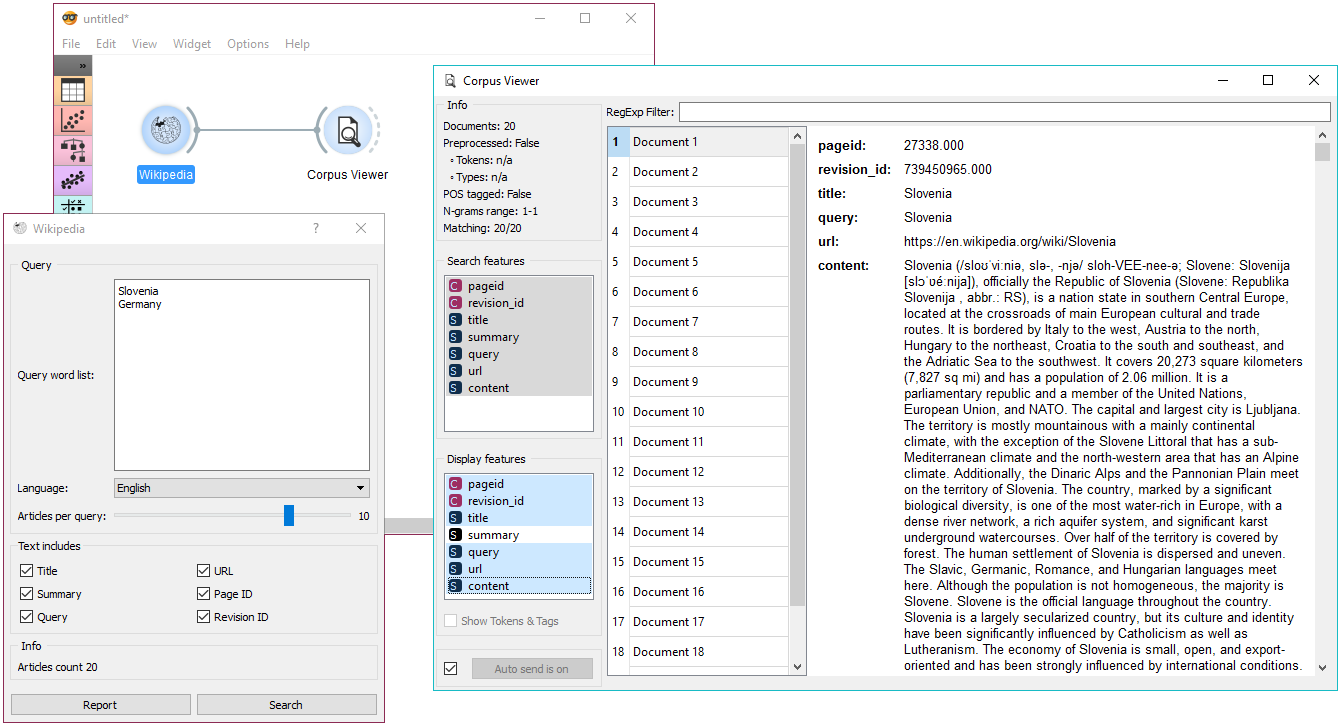 untitled*
File Edit View Widget Options Help
»
Wikipedia
Corpus Viewer
Wikipedia
?
Query
Query word list:
Slovenia
Germany
Language:
English
Articles per query:
10
Text includes
Title
URL
Summary
Page ID
Query
Revision ID
Info
Articles count 20
Report
Search
Corpus Viewer
Info
Documents: 20
Preprocessed: False
◦ Tokens: n/a
◦ Types: n/a
POS tagged: False
N-grams range: 1-1
Matching: 20/20
Search features
C pageid
C revision_id
S title
S summary
S query
S url
S content
Display features
C pageid
C revision_id
S title
S summary
S query
S url
S content
Show Tokens & Tags
Auto send is on
RegExp Filter:
1 Document 1
2 Document 2
3 Document 3
4 Document 4
5 Document 5
6 Document 6
7 Document 7
8 Document 8
9 Document 9
10 Document 10
11 Document 11
12 Document 12
13 Document 13
14 Document 14
15 Document 15
16 Document 16
17 Document 17
18 Document 18
pageid: 27338.000
revision_id: 739450965.000
title: Slovenia
query: Slovenia
url: https://en.wikipedia.org/wiki/Slovenia
content: Slovenia (/sloʊˈviːniə, slə-, -njə/ sloh-VEE-nee-ə; Slovene: Slovenija
[slɔˈʋéːnija]), officially the Republic of Slovenia (Slovene: Republika
Slovenija , abbr.: RS), is a nation state in southern Central Europe,
located at the crossroads of main European cultural and trade
routes. It is bordered by Italy to the west, Austria to the north,
Hungary to the northeast, Croatia to the south and southeast, and
the Adriatic Sea to the southwest. It covers 20,273 square kilometers
(7,827 sq mi) and has a population of 2.06 million. It is a
parliamentary republic and a member of the United Nations,
European Union, and NATO. The capital and largest city is Ljubljana.
The territory is mostly mountainous with a mainly continental
climate, with the exception of the Slovene Littoral that has a sub-
Mediterranean climate and the north-western area that has an Alpine
climate. Additionally, the Dinaric Alps and the Pannonian Plain meet
on the territory of Slovenia. The country, marked by a significant
biological diversity, is one of the most water-rich in Europe, with a
dense river network, a rich aquifer system, and significant karst
underground watercourses. Over half of the territory is covered by
forest. The human settlement of Slovenia is dispersed and uneven.
The Slavic, Germanic, Romance, and Hungarian languages meet
here. Although the population is not homogeneous, the majority is
Slovene. Slovene is the official language throughout the country.
Slovenia is a largely secularized country, but its culture and identity
have been significantly influenced by Catholicism as well as
Lutheranism. The economy of Slovenia is small, open, and export-
oriented and has been strongly influenced by international conditions.